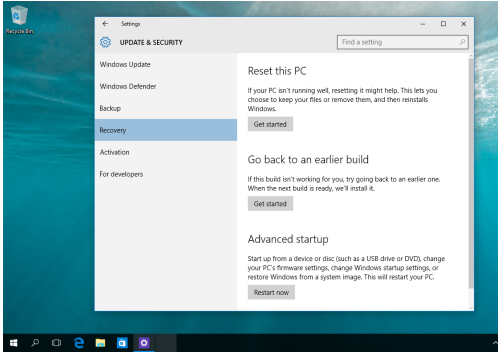 Recycle Bin
Settings
UPDATE & SECURITY
Find a setting
Windows Update
Windows Defender
Backup
Recovery
Activation
For developers
Reset this PC
If your PC isn't running well, resetting it might help. This lets you
choose to keep your files or remove them, and then reinstalls
Windows.
Get started
Go back to an earlier build
If this build isn't working for you, try going back to an earlier one.
When the next build is ready, we'll install it.
Get started
Advanced startup
Start up from a device or disc (such as a USB drive or DVD), change
your PC's firmware settings, change Windows startup settings, or
restore Windows from a system image. This will restart your PC.
Restart now